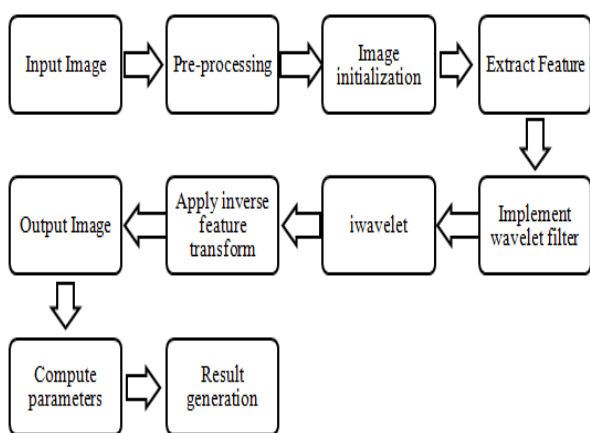 Input Image
Pre-processing
Image
initialization
Extract Feature
Implement
wavelet filter
iwavelet
Apply inverse
feature
transform
Output Image
Compute
parameters
Result
generation